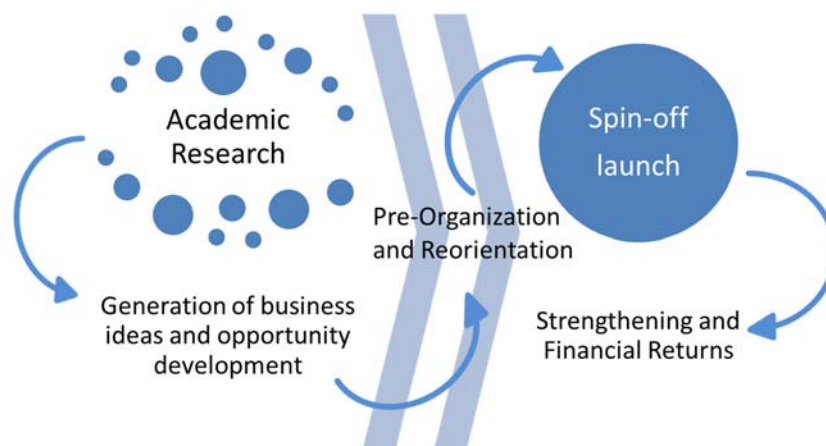 Academic
Research
Generation of business
ideas and opportunity
development
Pre-Organization
and Reorientation
Spin-off
launch
Strengthening and
Financial Returns